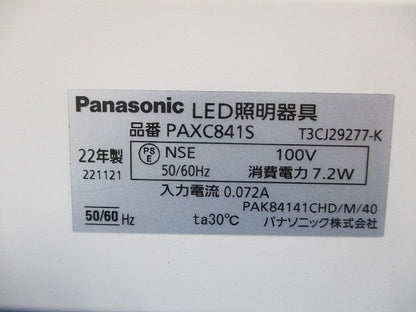 Panasonic LED照明器具
品番 PAXC841S T3CJ29277-K
22年製 PS E NSE 100V
221121 50/60Hz 消費電力 7.2W
入力電流 0.072A
PAK84141CHD/M/40
50/60 Hz ta30℃ パナソニック株式会社